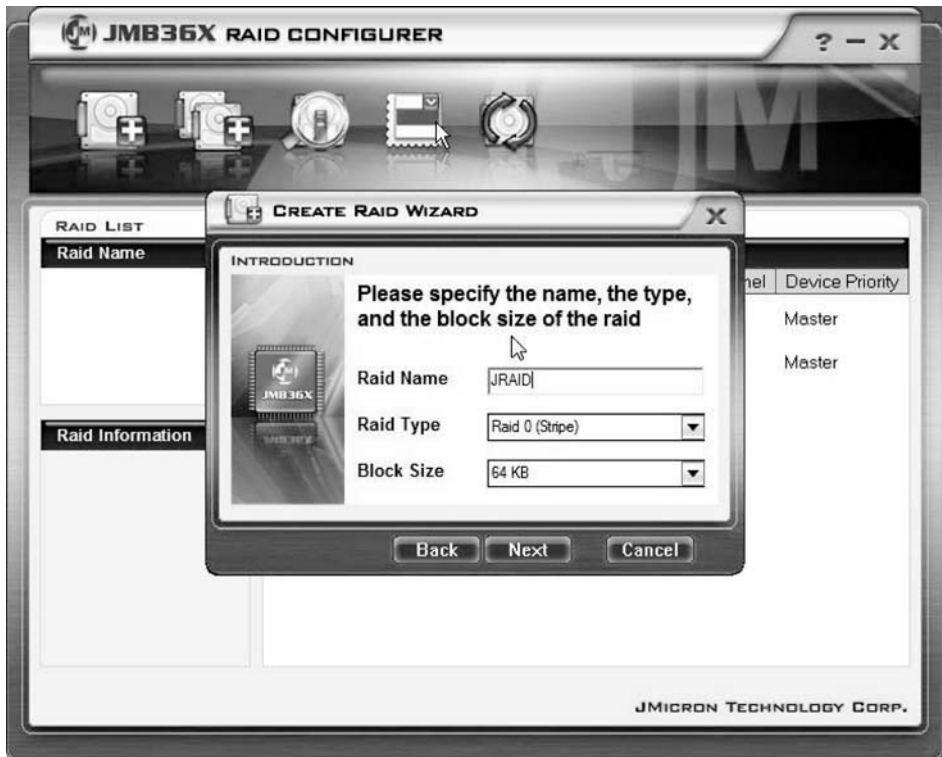 JMB36X RAID CONFIGURER
? – X
JM
RAID LIST
Raid Name
nel Device Priority
Master
Master
Raid Information
CREATE RAID WIZARD
X
INTRODUCTION
Please specify the name, the type,
and the block size of the raid
JMB36X
Raid Name JRAID
Raid Type Raid 0 (Stripe)
Block Size 64 KB
Back Next Cancel
JMICRON TECHNOLOGY CORP.